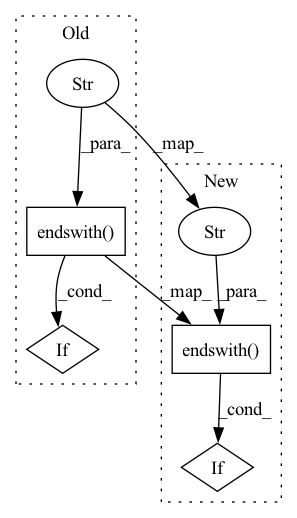 Old
Str
_para_
_map_
New
endswith()
Str
_cond_
_map_
_para_
If
endswith()
_cond_
If